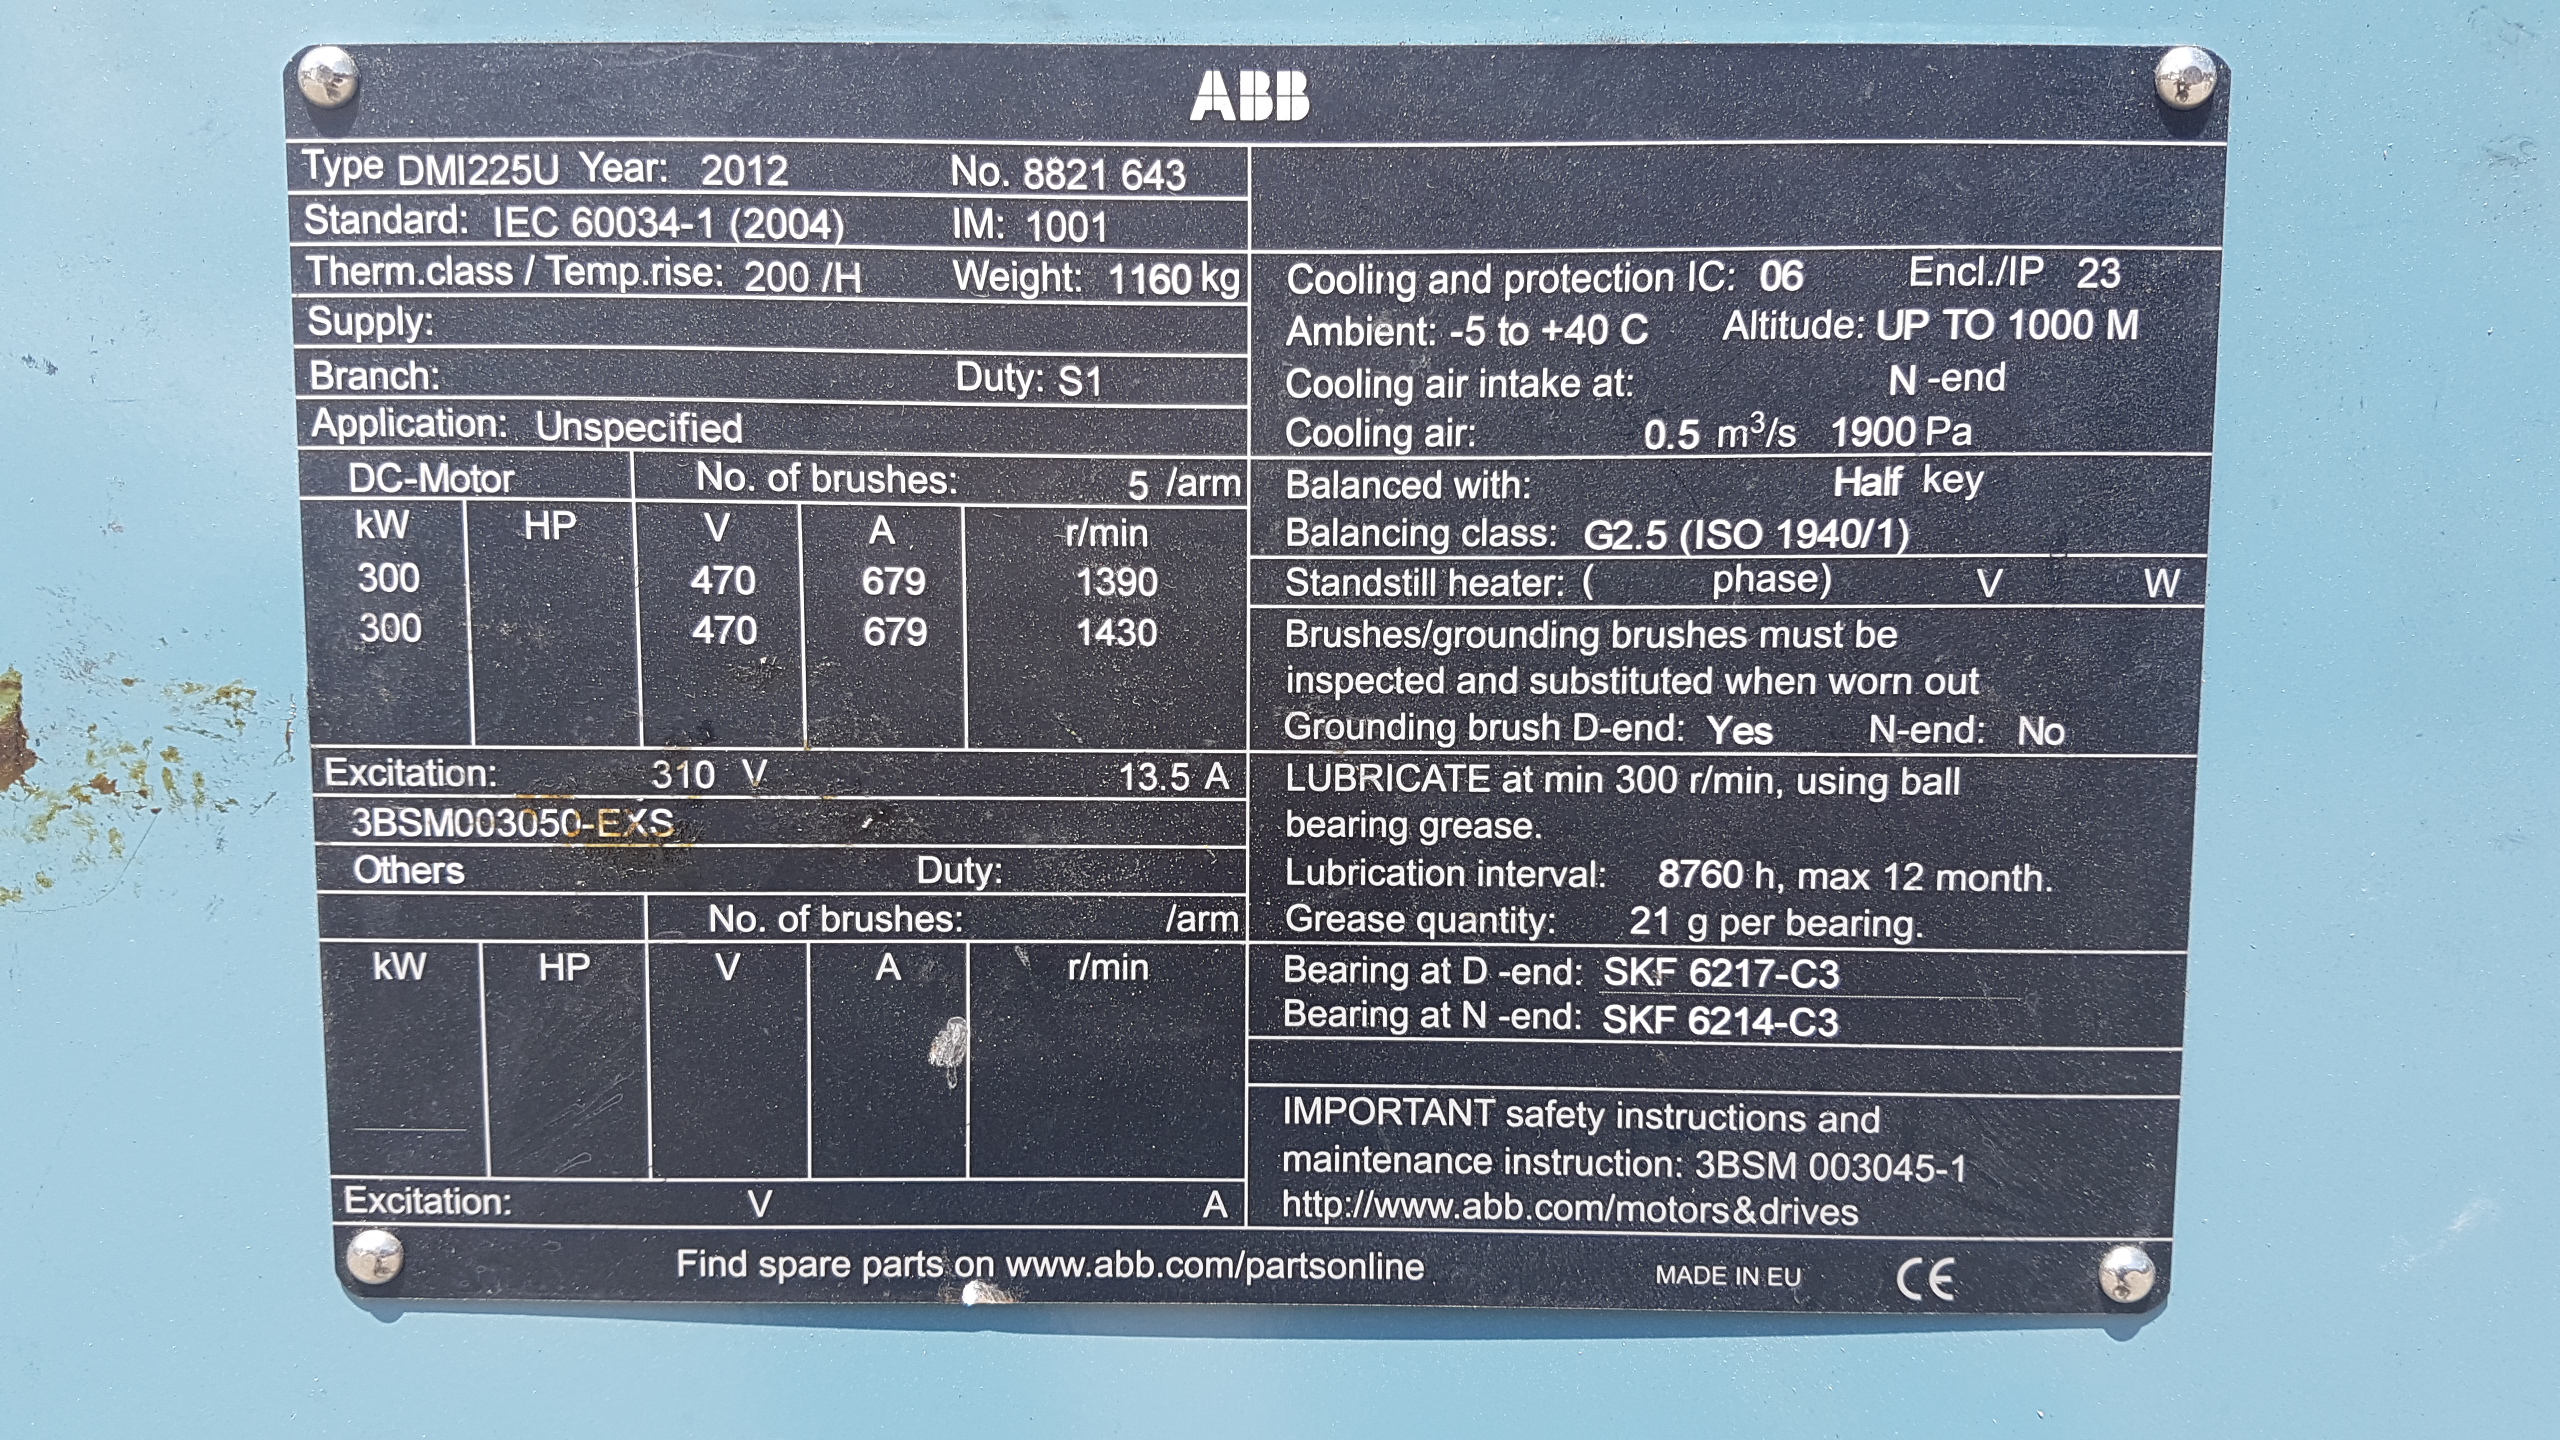 ABB
Type DMI225U Year: 2012 No. 8821 643
Standard: IEC 60034-1 (2004) IM: 1001
Therm.class / Temp.rise: 200 /H Weight: 1160 kg
Supply:
Branch: Duty: S1
Application: Unspecified
DC-Motor No. of brushes: 5 /arm
kW HP V A r/min
300 470 679 1390
300 470 679 1430
Excitation: 310 V 13.5 A
3BSM003050-EXS
Others Duty:
No. of brushes: /arm
kW HP V A r/min
Excitation: V A
Cooling and protection IC: 06 Encl./IP 23
Ambient: -5 to +40 C Altitude: UP TO 1000 M
Cooling air intake at: N -end
Cooling air: 0.5 m³/s 1900 Pa
Balanced with: Half key
Balancing class: G2.5 (ISO 1940/1)
Standstill heater: ( phase) V W
Brushes/grounding brushes must be
inspected and substituted when worn out
Grounding brush D-end: Yes N-end: No
LUBRICATE at min 300 r/min, using ball
bearing grease.
Lubrication interval: 8760 h, max 12 month.
Grease quantity: 21 g per bearing.
Bearing at D -end: SKF 6217-C3
Bearing at N -end: SKF 6214-C3
IMPORTANT safety instructions and
maintenance instruction: 3BSM 003045-1
http://www.abb.com/motors&drives
Find spare parts on www.abb.com/partsonline
MADE IN EU CE